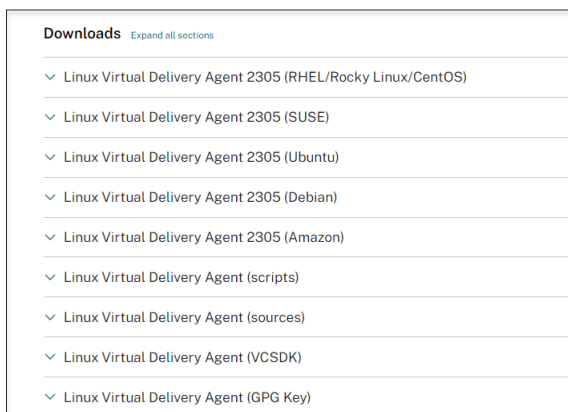 Downloads Expand all sections
Linux Virtual Delivery Agent 2305 (RHEL/Rocky Linux/CentOS)
Linux Virtual Delivery Agent 2305 (SUSE)
Linux Virtual Delivery Agent 2305 (Ubuntu)
Linux Virtual Delivery Agent 2305 (Debian)
Linux Virtual Delivery Agent 2305 (Amazon)
Linux Virtual Delivery Agent (scripts)
Linux Virtual Delivery Agent (sources)
Linux Virtual Delivery Agent (VCSDK)
Linux Virtual Delivery Agent (GPG Key)